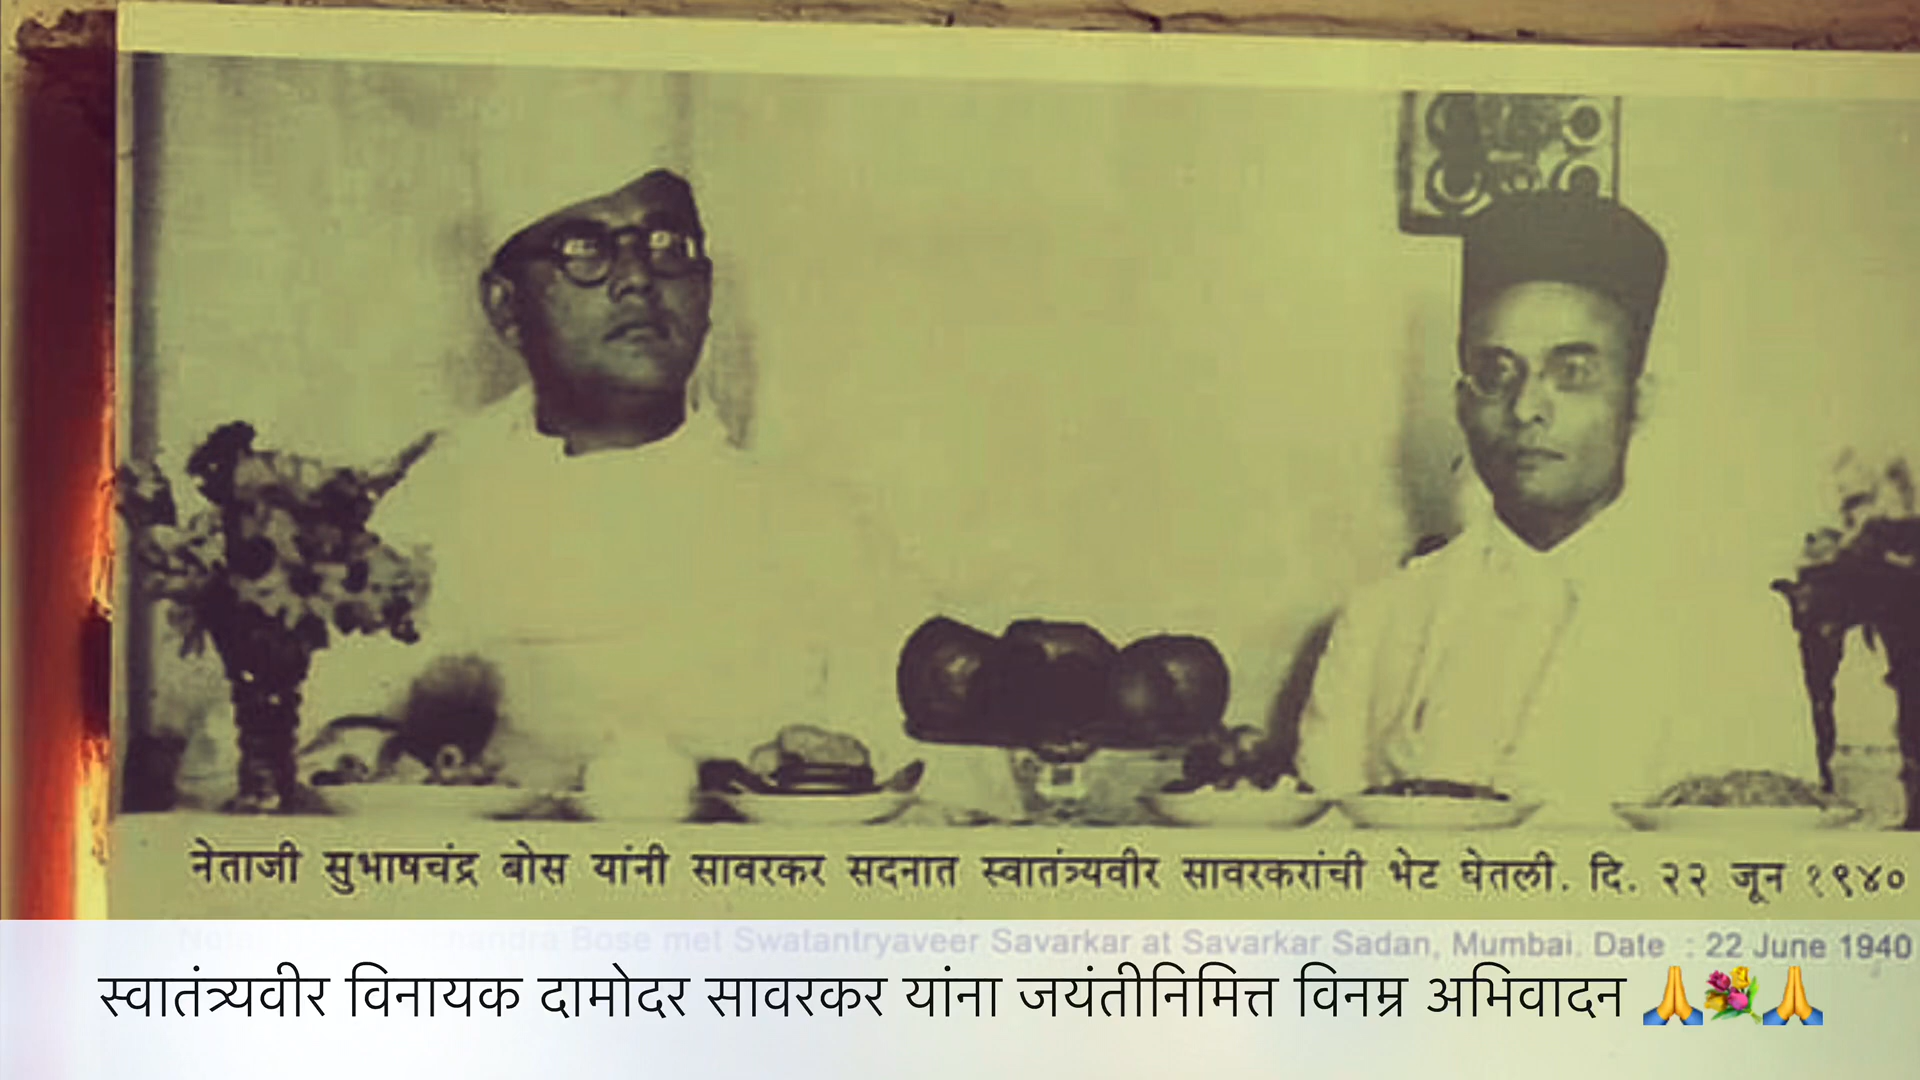 नेताजी सुभाषचंद्र बोस यांनी सावरकर सदनात स्वातंत्र्यवीर सावरकरांची भेट घेतली. दि. २२ जून १९४०
Bose met Swatantryaveer Savarkar at Savarkar Sadan, Mumbai. Date : 22 June 1940
स्वातंत्र्यवीर विनायक दामोदर सावरकर यांना जयंतीनिमित्त विनम्र अभिवादन 🙏💐🙏